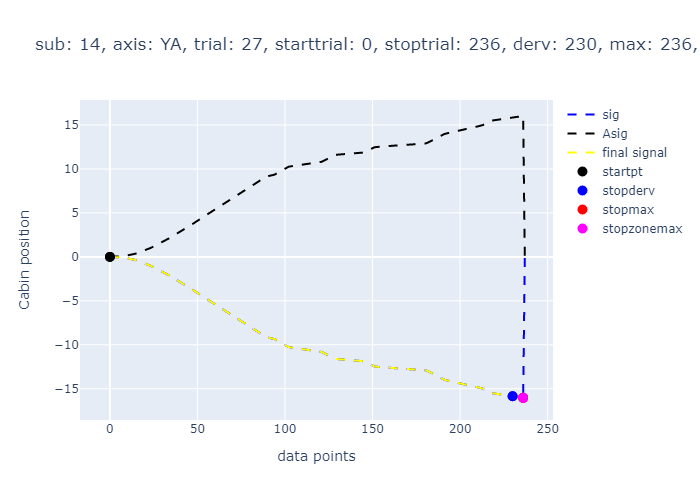 sub: 14, axis: YA, trial: 27, starttrial: 0, stoptrial: 236, derv: 230, max: 236,
15
10
5
0
−5
−10
−15
Cabin position
0
50
100
150
200
250
data points
sig
Asig
final signal
startpt
stopderv
stopmax
stopzonemax